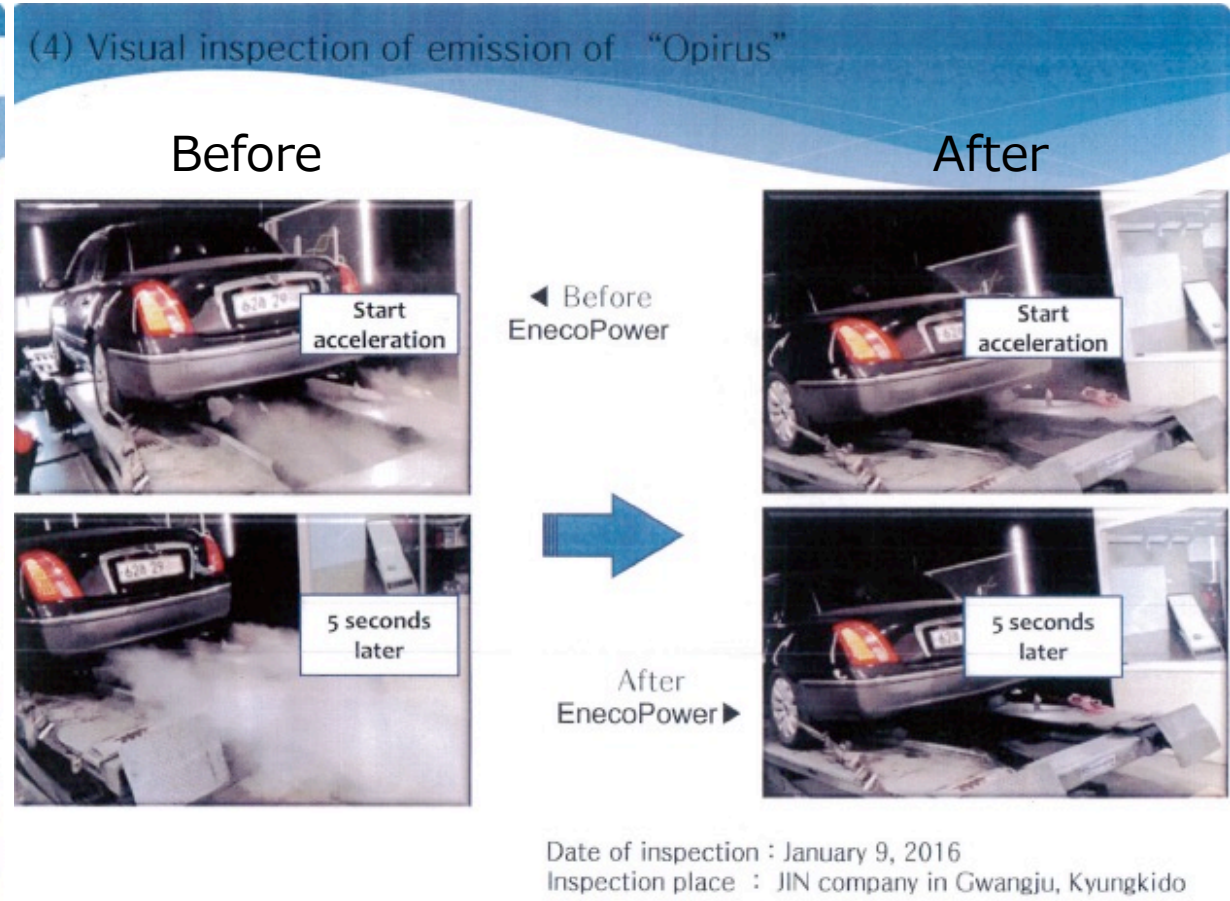 (4) Visual inspection of emission of “Opirus”
Before
After
Start
acceleration
◀ Before
EnecoPower
Start
acceleration
5 seconds
later
After
EnecoPower▶
5 seconds
later
Date of inspection : January 9, 2016
Inspection place : JIN company in Gwangju, Kyungkido